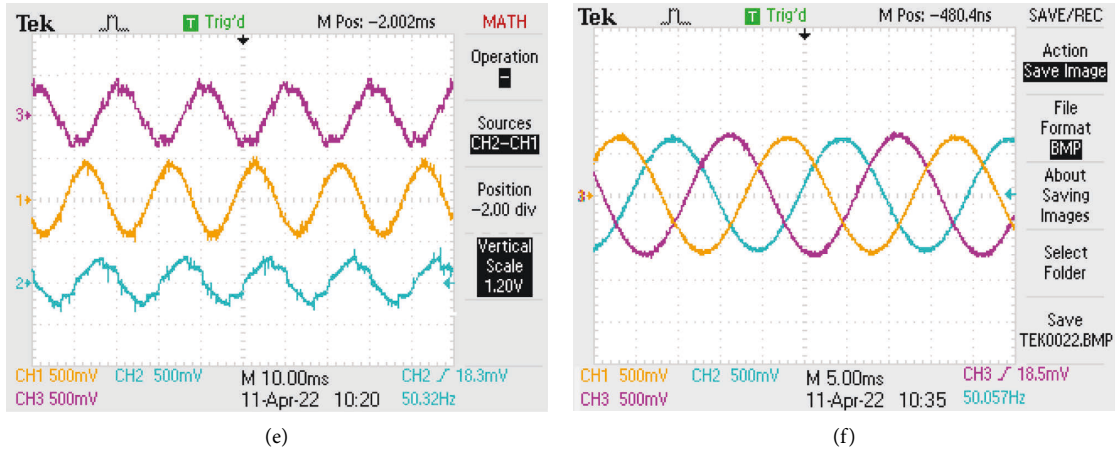 Tek Trig'd M Pos: -2.002ms MATH
Operation
-
Sources
CH2-CH1
Position
-2.00 div
Vertical
Scale
1.20V
3
1
2
CH1 500mV CH2 500mV M 10.00ms CH2 18.3mV
CH3 500mV 11-Apr-22 10:20 50.32Hz
(e)
Tek Trig'd M Pos: -480.4ns SAVE/REC
Action
Save Image
File
Format
BMP
About
Saving
Images
Select
Folder
Save
TEK0022.BMP
3
CH1 500mV CH2 500mV M 5.00ms CH3 18.5mV
CH3 500mV 11-Apr-22 10:35 50.057Hz
(f)